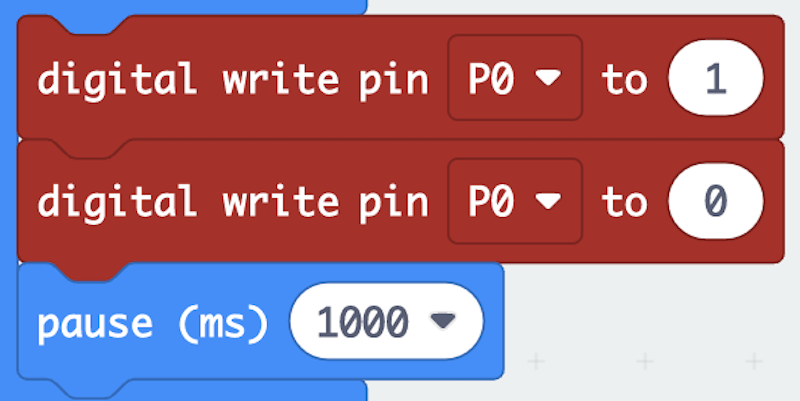 digital write pin P0 to 1
digital write pin P0 to 0
pause (ms) 1000